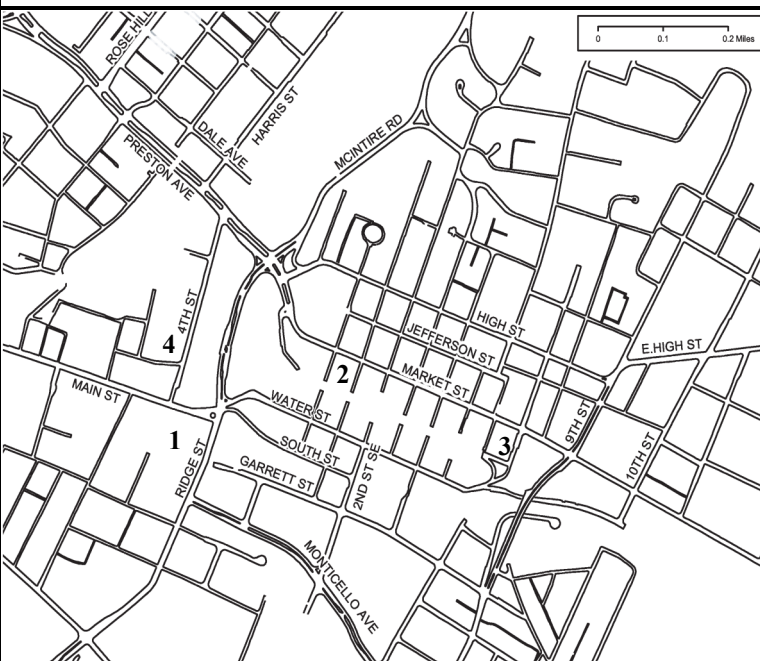 0 0.1 0.2 Miles
ROSE HILL
HARRIS ST
DALE AVE
MCINTIRE RD
PRESTON AVE
4TH ST
HIGH ST
JEFFERSON ST
E.HIGH ST
4
2
MARKET ST
MAIN ST
WATER ST
9TH ST
1
3
SOUTH ST
RIDGE ST
GARRETT ST
2ND ST SE
10TH ST
MONTICELLO AVE